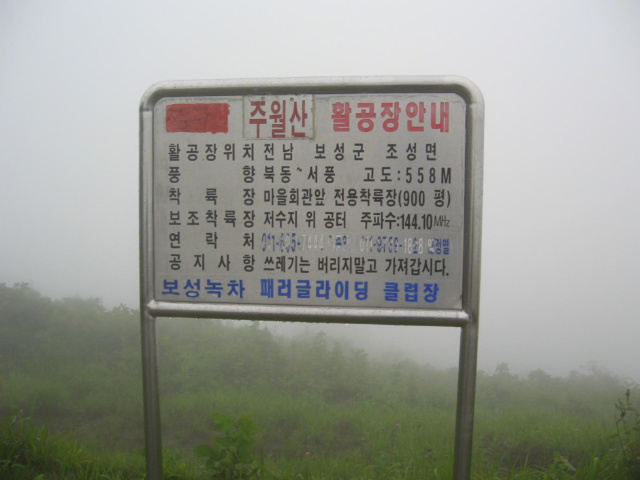 주월산 활공장안내
활공장위치 전남 보성군 조성면
풍 향 북동~서풍 고도:558M
착 륙 장 마을회관앞 전용착륙장(900 평)
보조착륙장 저수지 위 공터 주파수:144.10MHz
연 락 처
공지사항 쓰레기는 버리지말고 가져갑시다.
보성녹차 패러글라이딩 클럽장